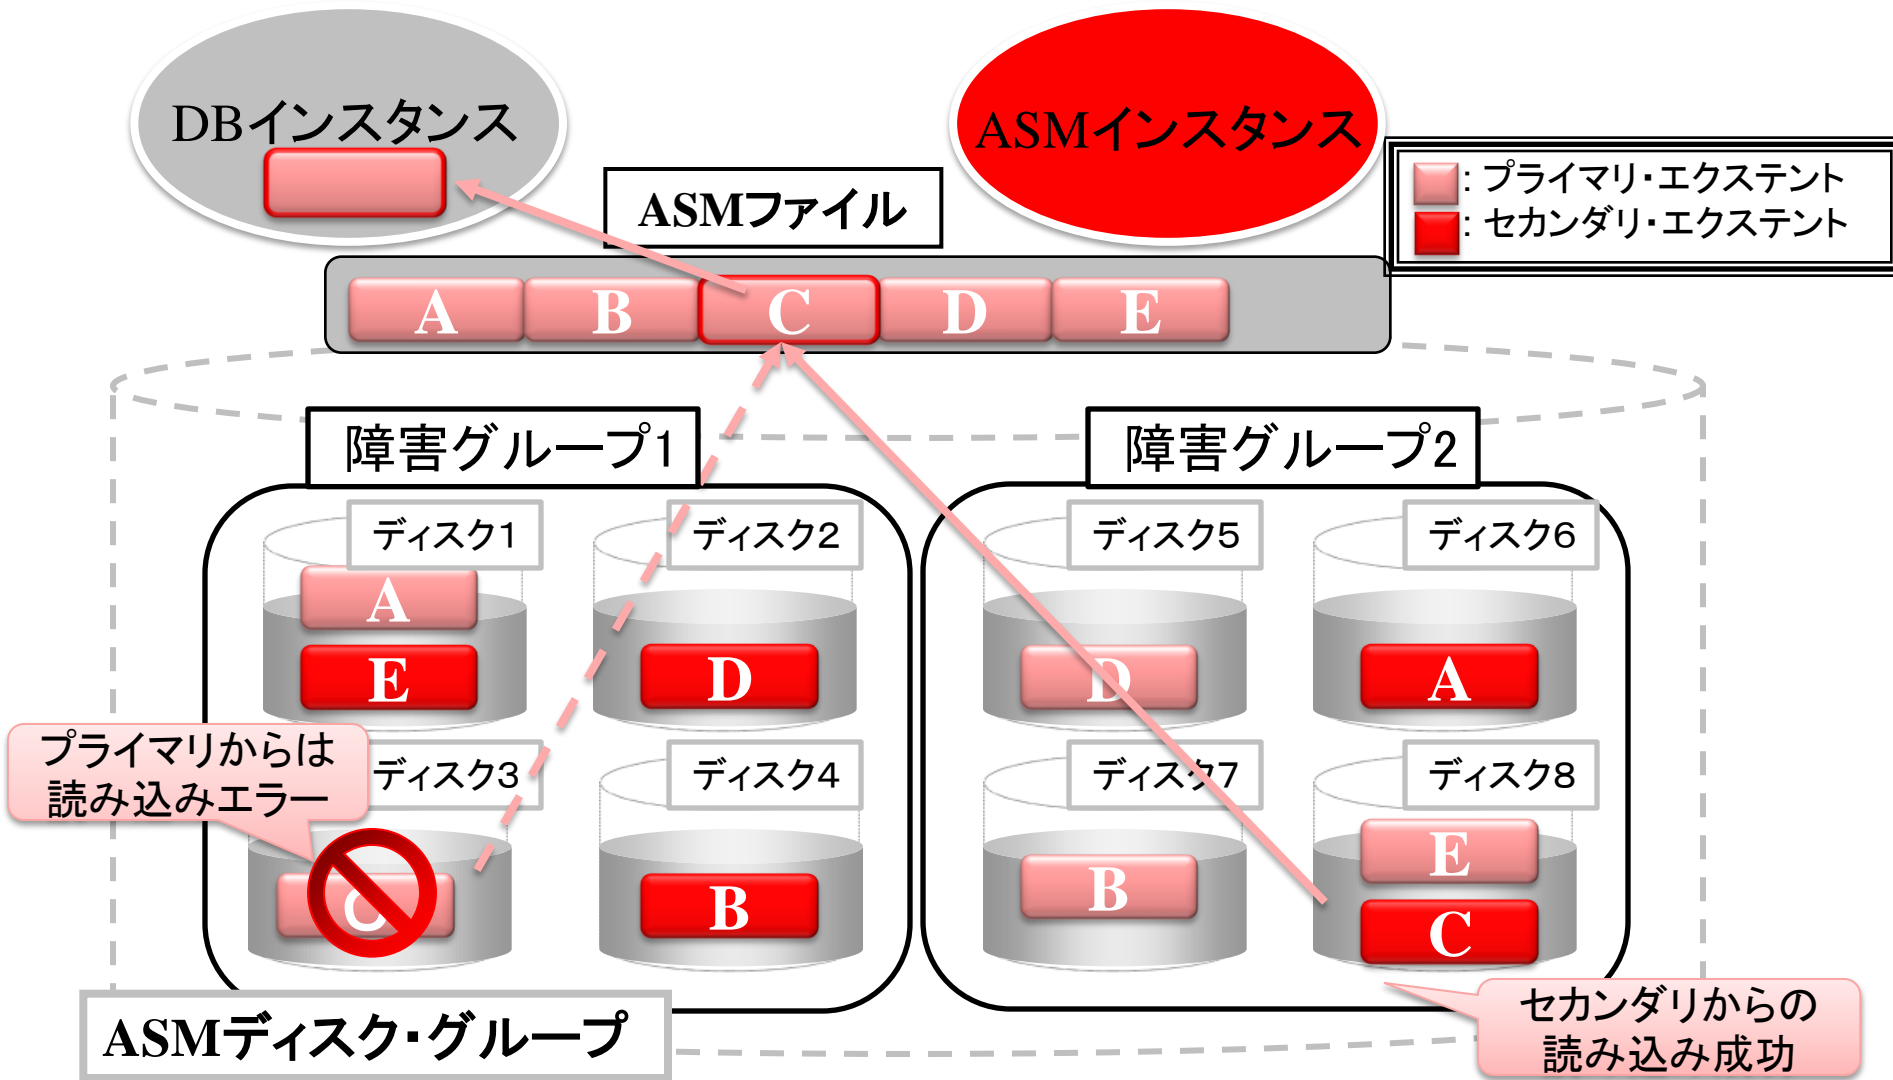 DBインスタンス
ASMインスタンス
ASMファイル
: プライマリ・エクステント
: セカンダリ・エクステント
A
B
C
D
E
障害グループ1
障害グループ2
ディスク1
ディスク2
ディスク5
ディスク6
A
E
D
D
A
プライマリからは
読み込みエラー
ディスク3
ディスク4
ディスク7
ディスク8
C
B
B
E
C
ASMディスク・グループ
セカンダリからの
読み込み成功